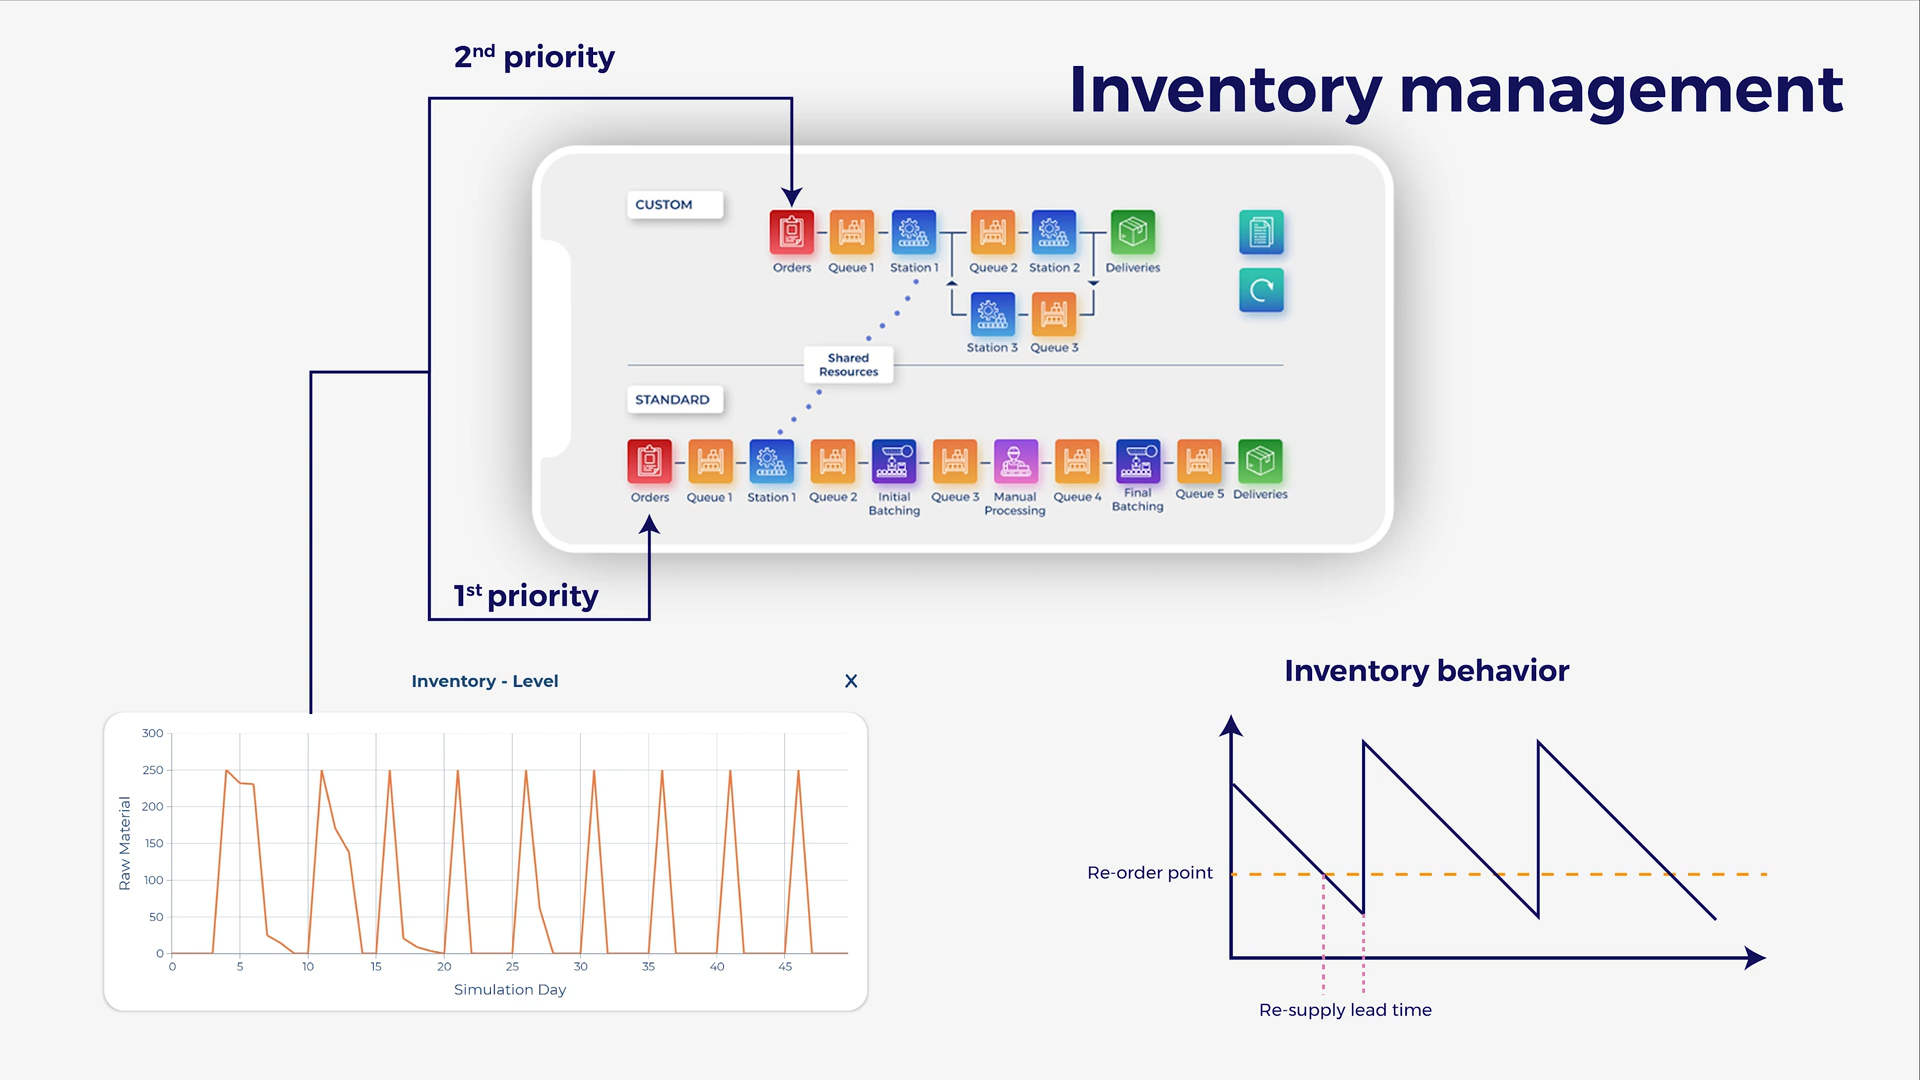 2nd priority
Inventory management
CUSTOM
Orders
Queue 1
Station 1
Queue 2
Station 2
Deliveries
Station 3
Queue 3
Shared
Resources
STANDARD
Orders
Queue 1
Station 1
Queue 2
Initial
Batching
Queue 3
Manual
Processing
Queue 4
Final
Batching
Queue 5
Deliveries
1st priority
Inventory - Level
X
300
250
200
150
100
50
0
Raw Material
0
5
10
15
20
25
30
35
40
45
Simulation Day
Inventory behavior
Re-order point
Re-supply lead time